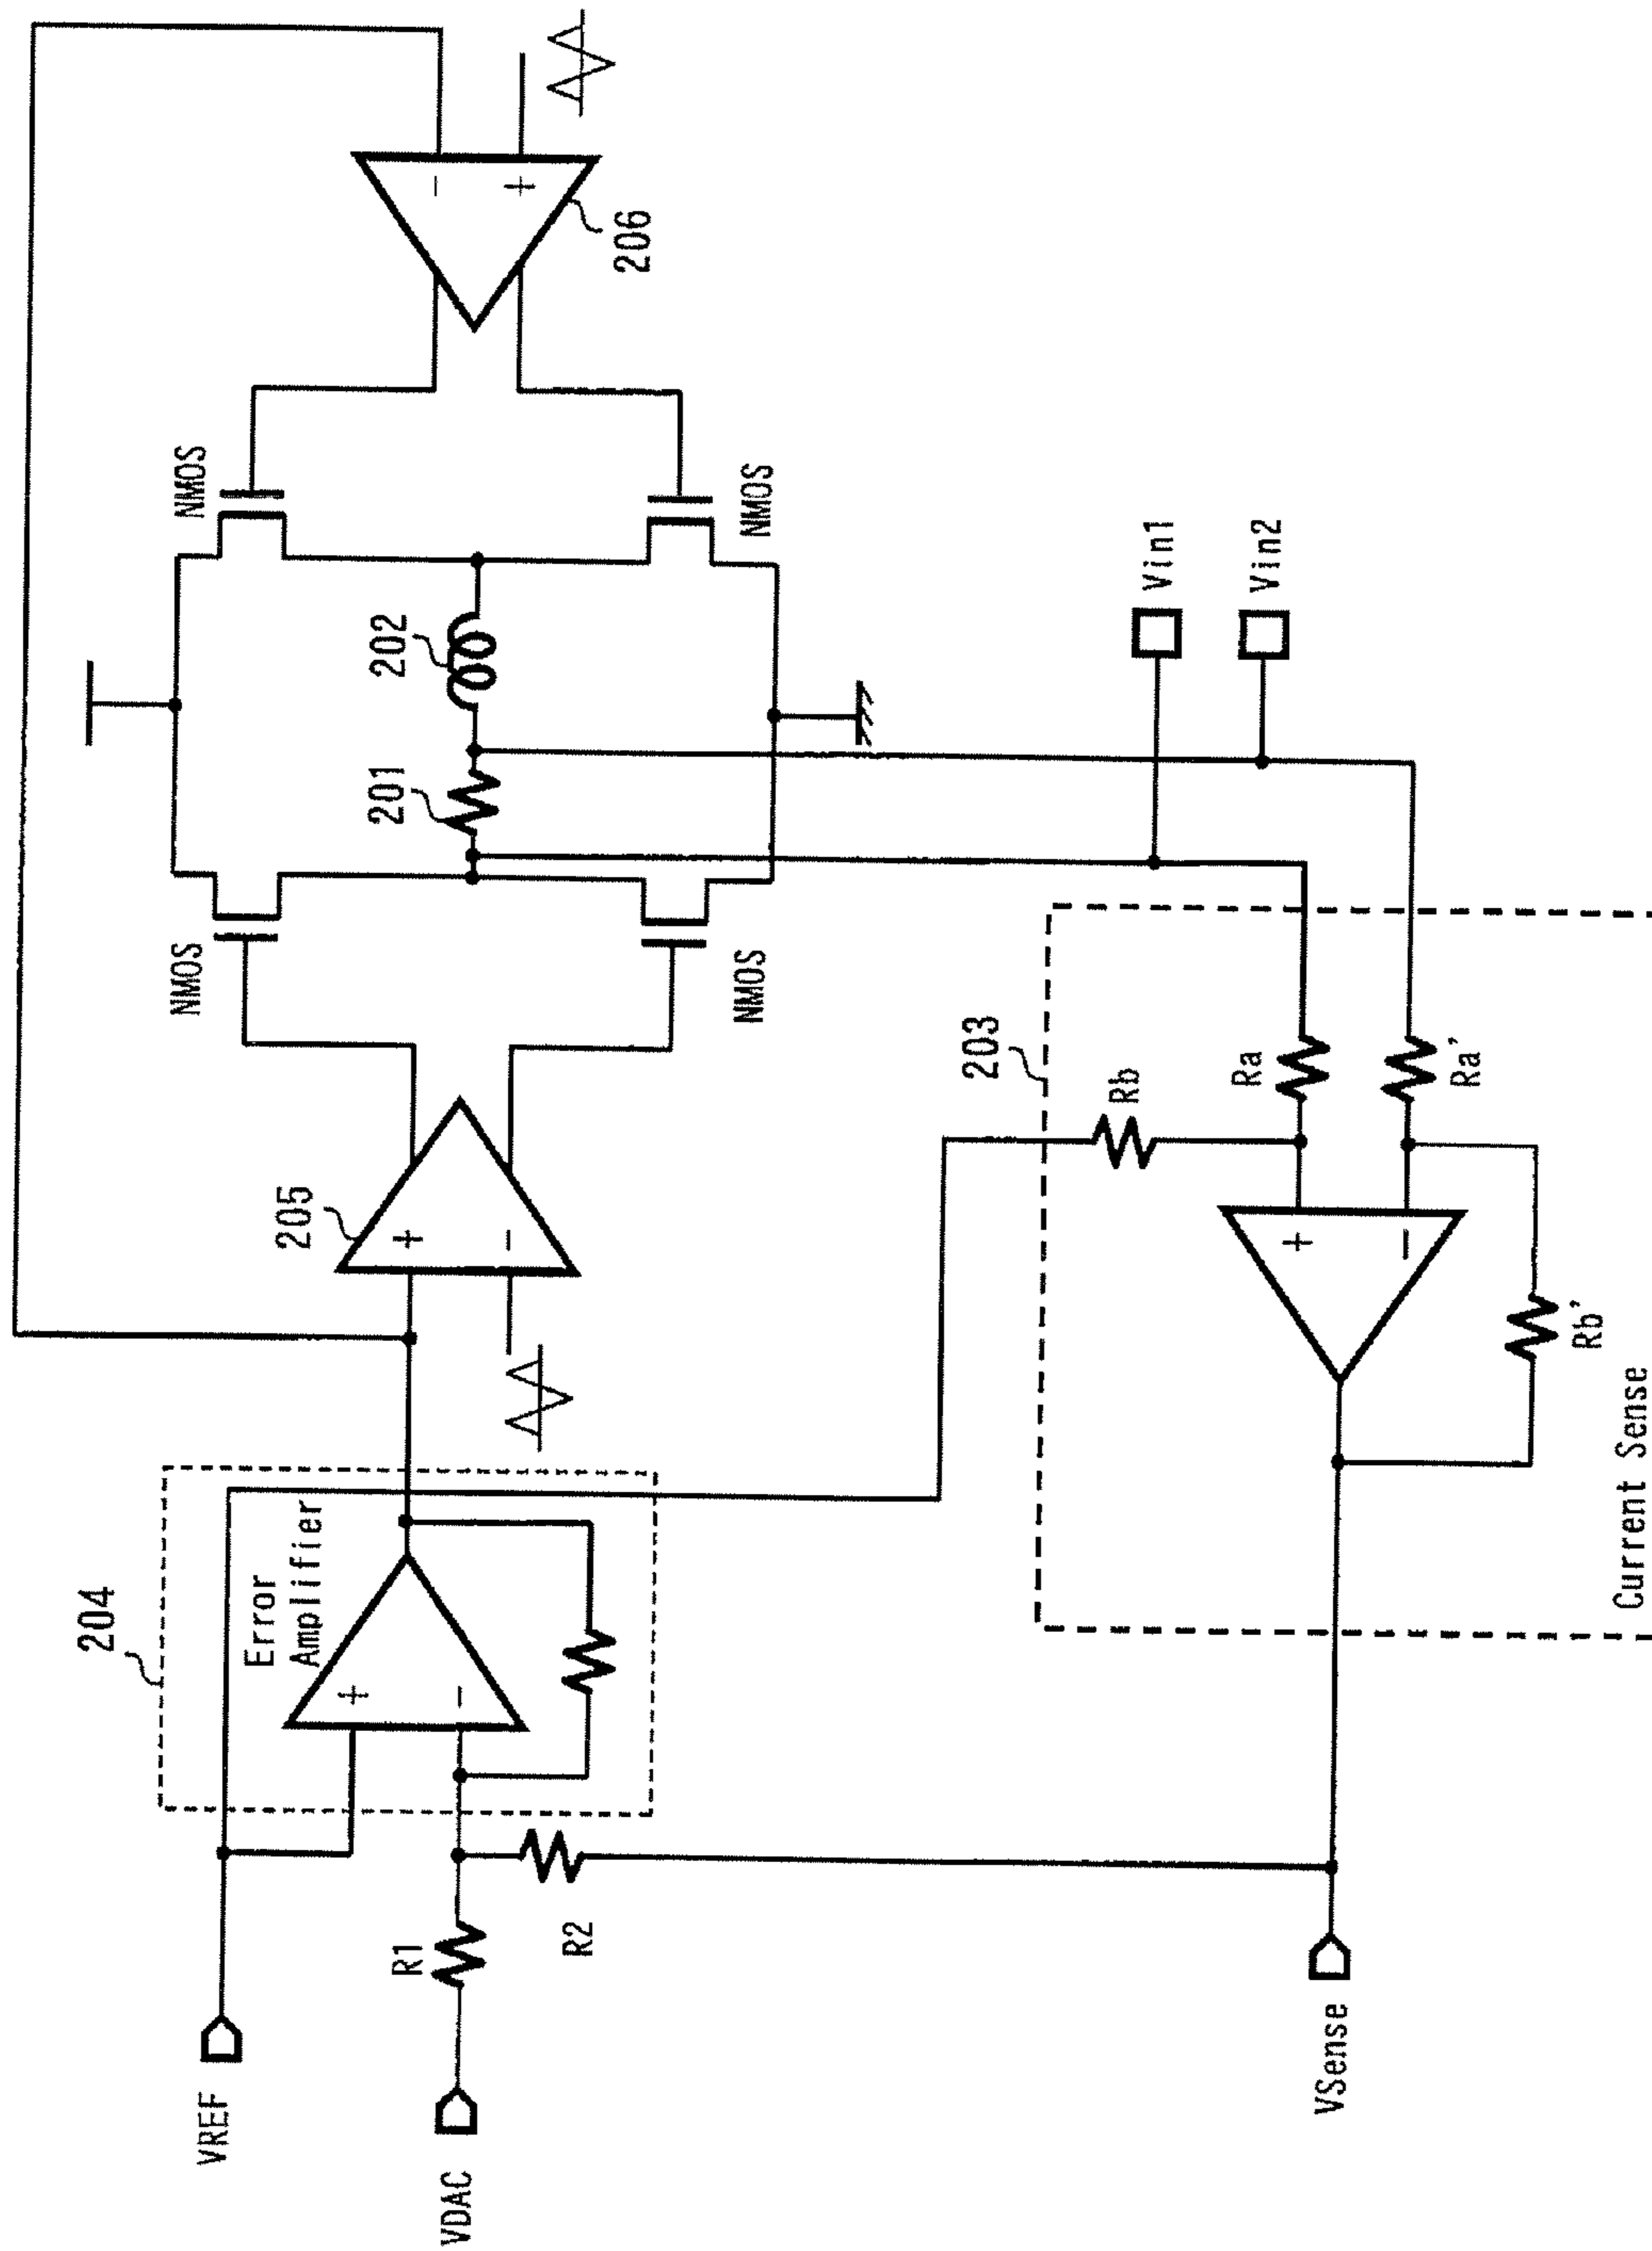 VREF
VDAC
R1
R2
VSense
204
Error
Amplifier
+
−
205
+
−
NMOS
NMOS
201
202
NMOS
NMOS
−
+
206
203
Rb
Ra
Ra'
+
−
Rb'
Current Sense
Vin1
Vin2